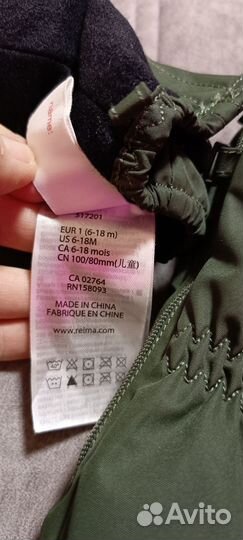 reima
517201
EUR 1 (6-18 m)
US 6-18M
CA 6-18 mois
CN 100/80mm(儿童)
CA 02764
RN158093
MADE IN CHINA
FABRIQUE EN CHINE
www.reima.com
Avito